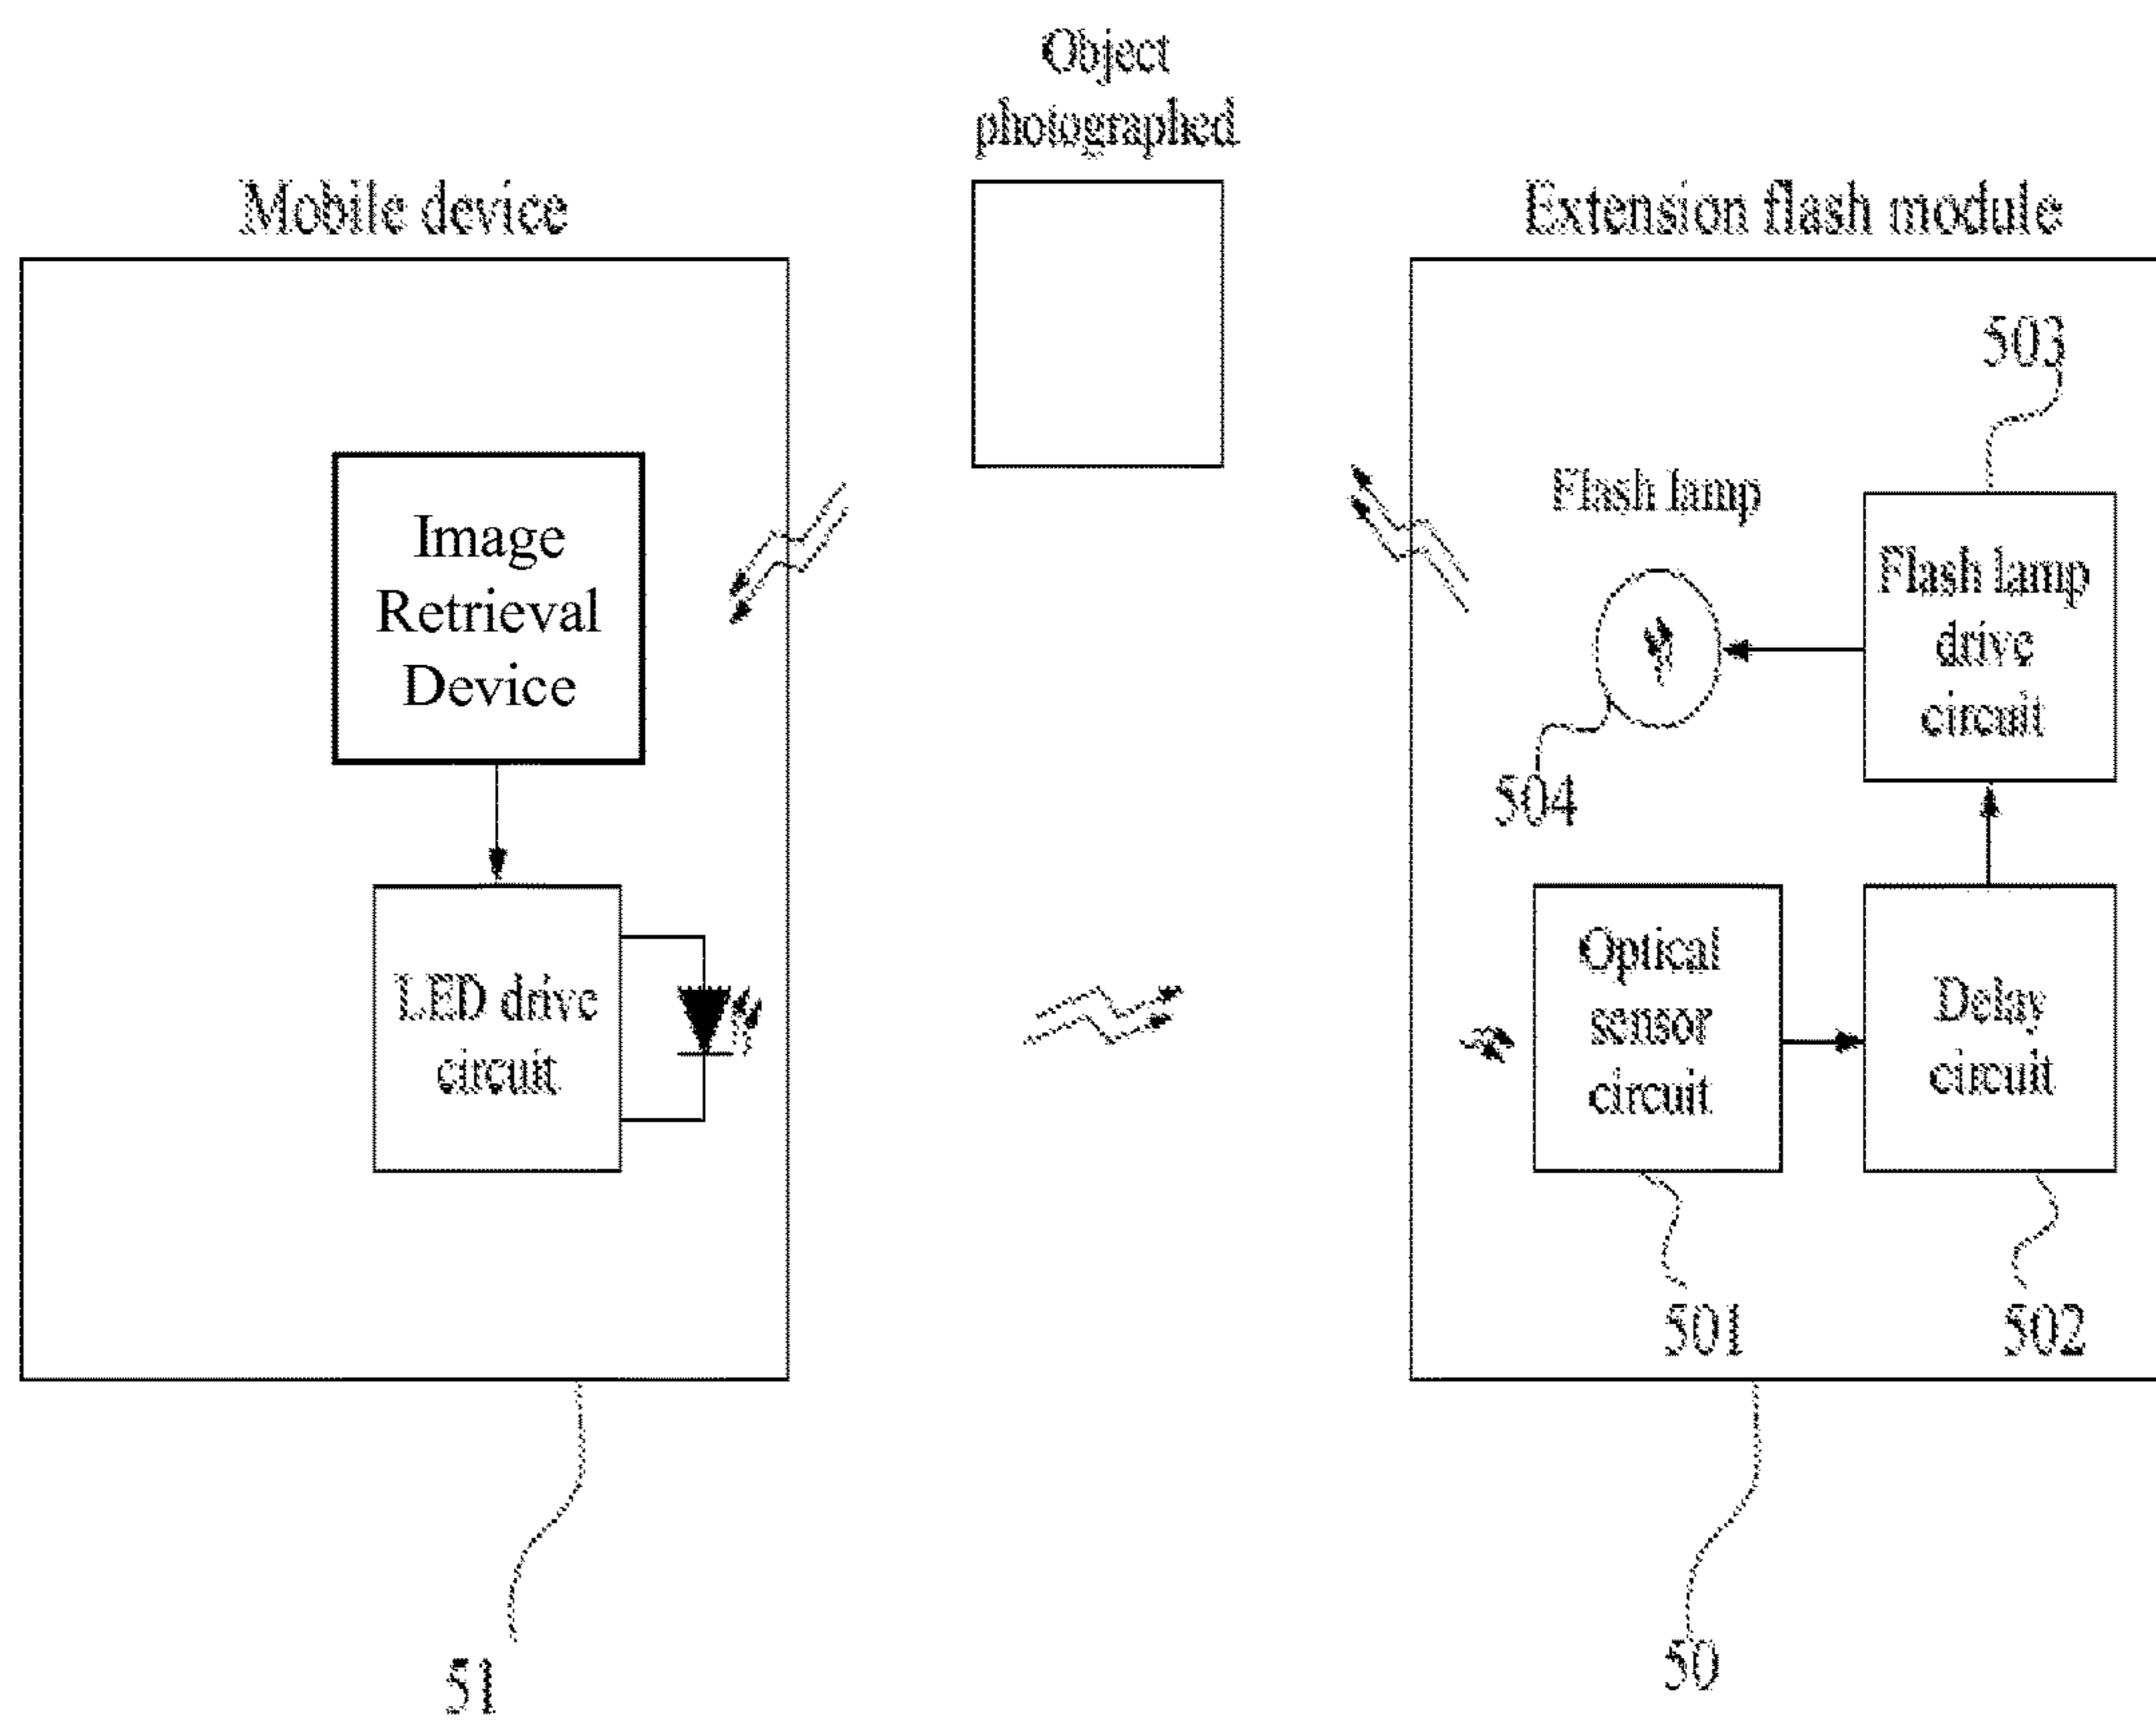 Object
photographed
Mobile device
Extension flash module
503
Flash lamp
Image
Retrieval
Device
Flash lamp
drive
circuit
504
LED drive
circuit
Optical
sensor
circuit
Delay
circuit
501
502
51
50